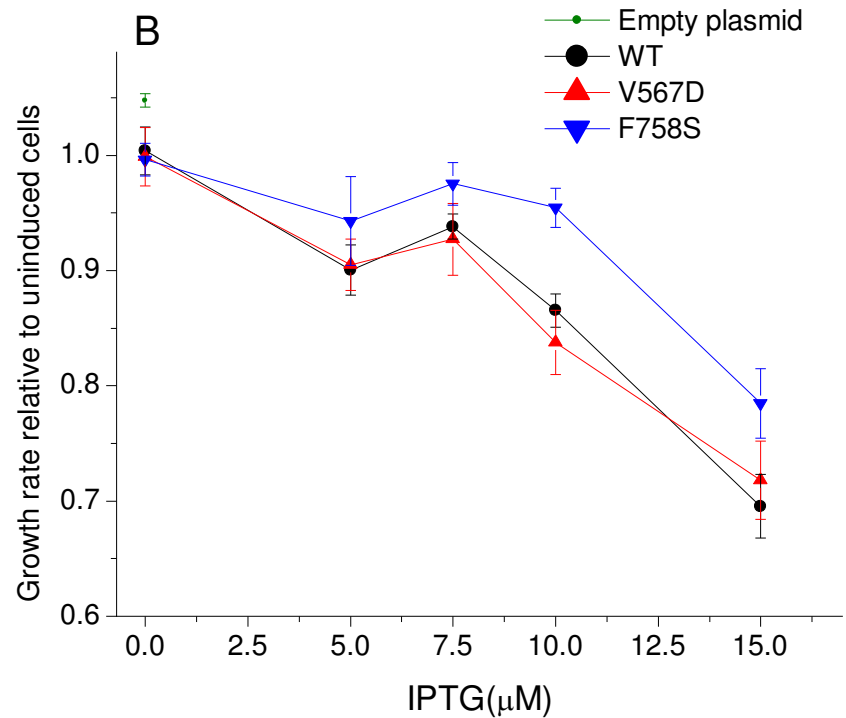 B
Empty plasmid
WT
V567D
F758S
Growth rate relative to uninduced cells
1.0
0.9
0.8
0.7
0.6
0.0 2.5 5.0 7.5 10.0 12.5 15.0
IPTG(μM)